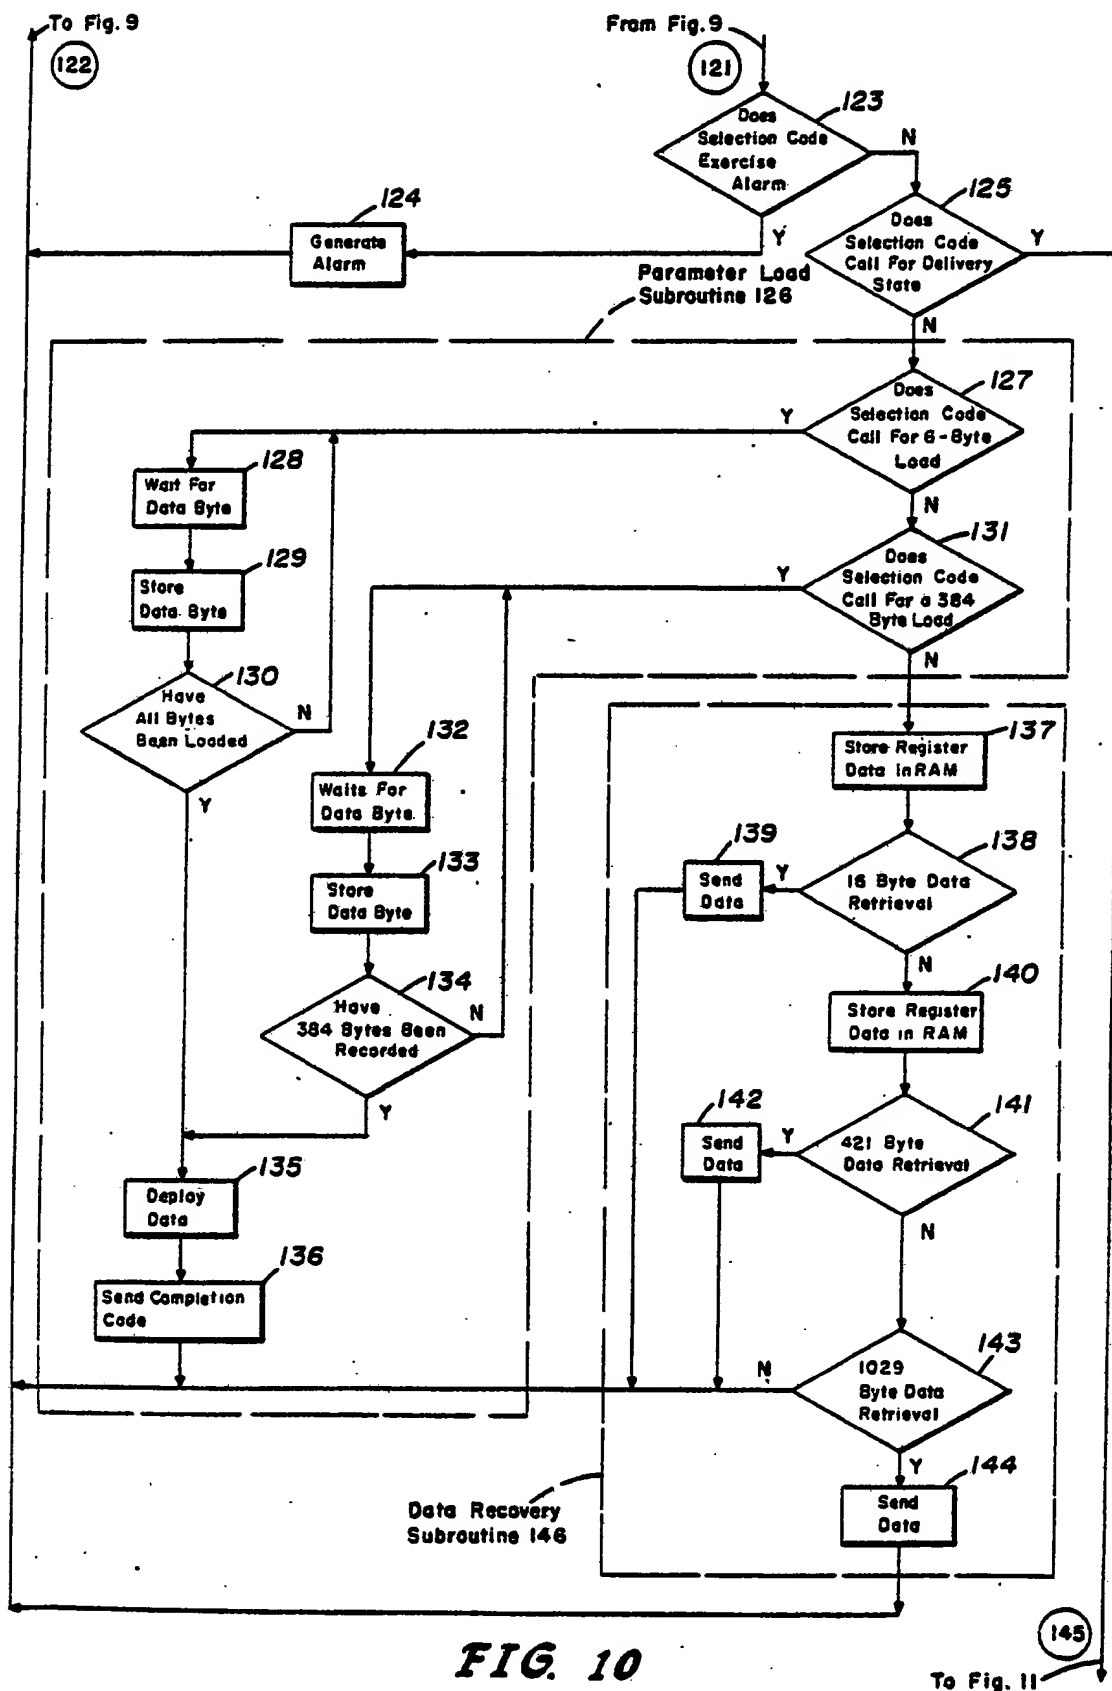 To Fig. 9
122
From Fig. 9
121
123
Does
Selection Code
Exercise
Alarm
N
Y
124
Generate
Alarm
125
Does
Selection Code
Call For Delivery
State
Y
N
Parameter Load
Subroutine 126
127
Does
Selection Code
Call For 6-Byte
Load
Y
N
128
Wait For
Data Byte
129
Store
Data Byte
130
Have
All Bytes
Been Loaded
N
Y
131
Does
Selection Code
Call For a 384
Byte Load
Y
N
132
Waits For
Data Byte
133
Store
Data Byte
134
Have
384 Bytes Been
Recorded
N
Y
135
Deploy
Data
136
Send Completion
Code
137
Store Register
Data in RAM
138
16 Byte Data
Retrieval
Y
N
139
Send
Data
140
Store Register
Data in RAM
141
421 Byte
Data Retrieval
Y
N
142
Send
Data
143
1029
Byte Data
Retrieval
N
Y
144
Send
Data
Data Recovery
Subroutine 146
145
To Fig. 11
FIG. 10